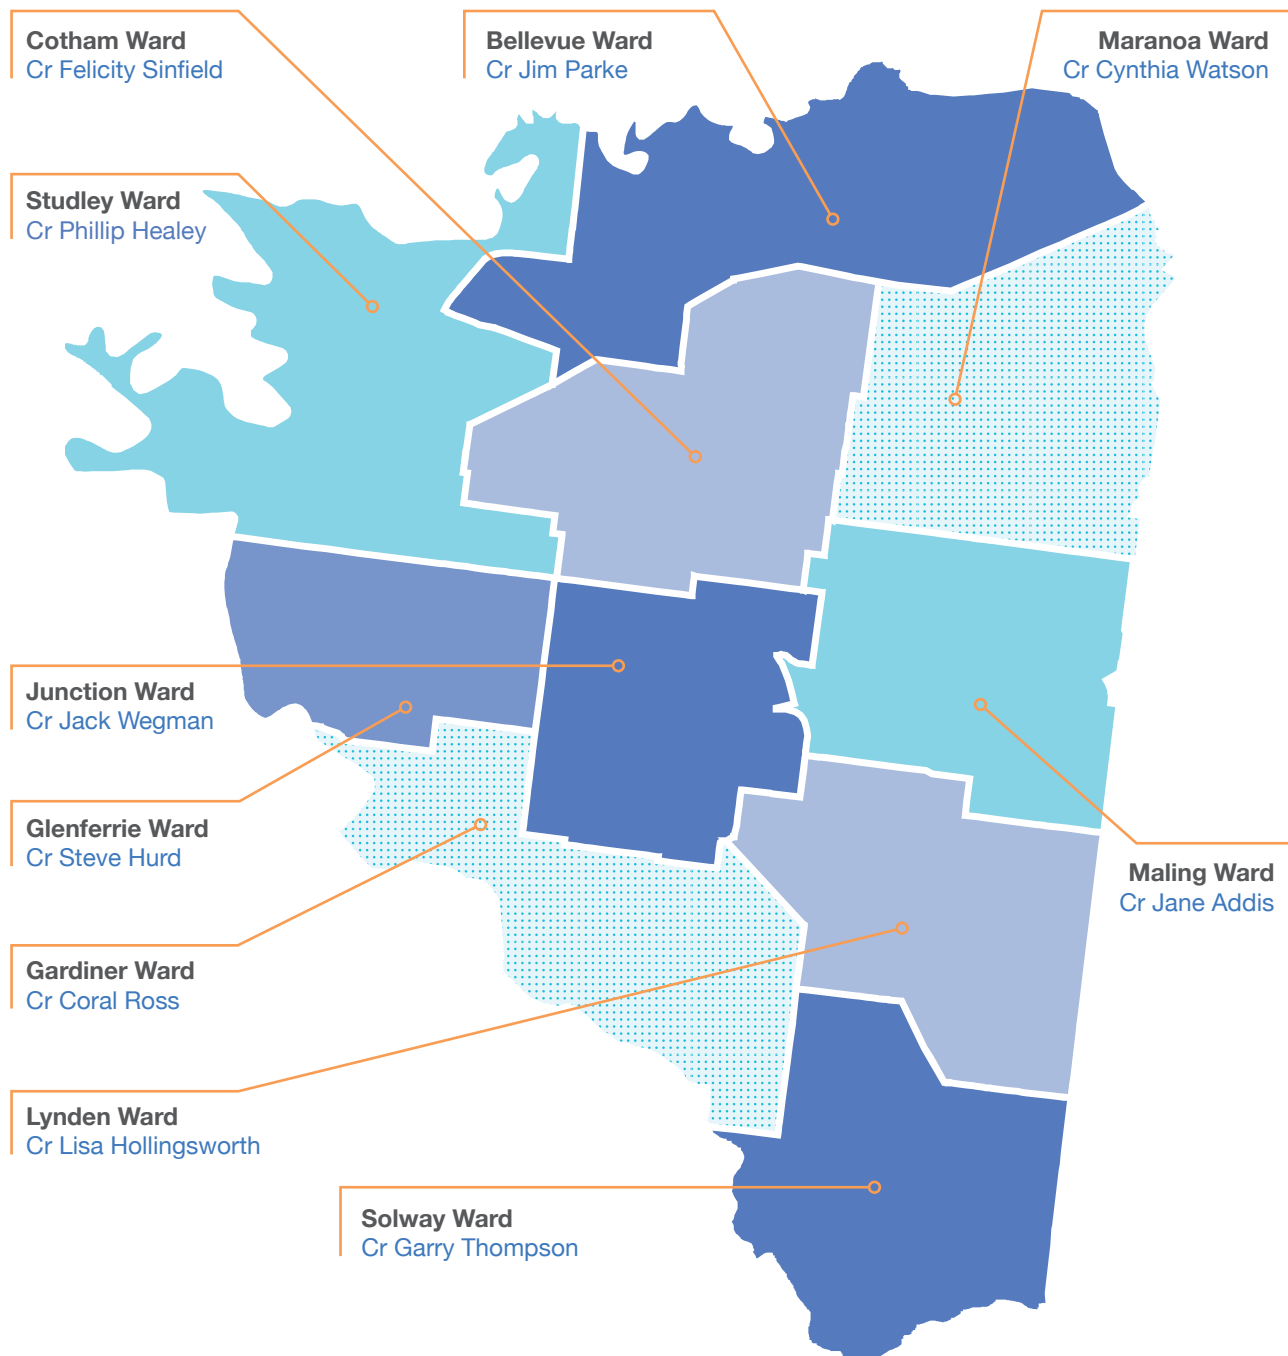 Cotham Ward
Cr Felicity Sinfield
Bellevue Ward
Cr Jim Parke
Maranoa Ward
Cr Cynthia Watson
Studley Ward
Cr Phillip Healey
Junction Ward
Cr Jack Wegman
Glenferrie Ward
Cr Steve Hurd
Maling Ward
Cr Jane Addis
Gardiner Ward
Cr Coral Ross
Lynden Ward
Cr Lisa Hollingsworth
Solway Ward
Cr Garry Thompson